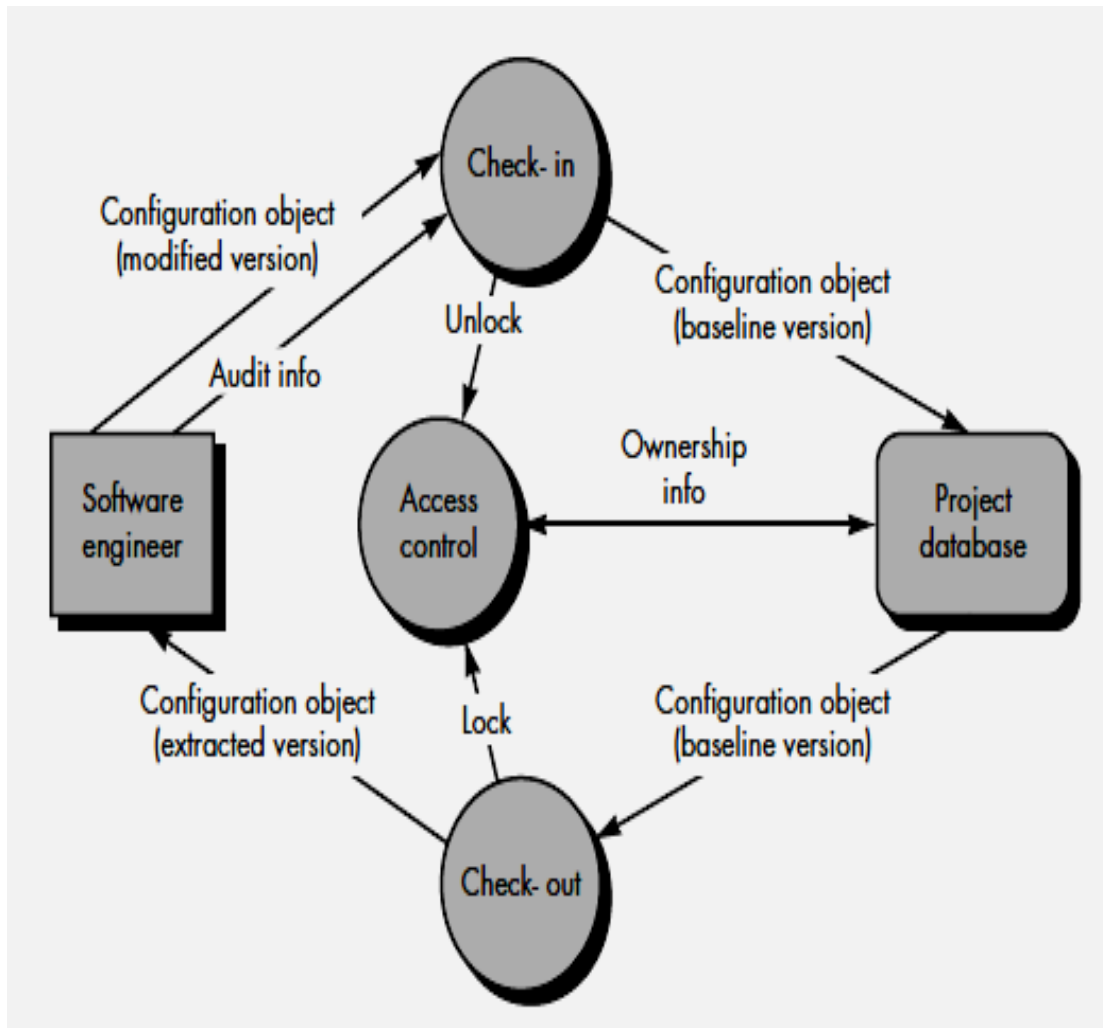 Check- in
Configuration object
(modified version)
Configuration object
(baseline version)
Unlock
Audit info
Ownership
info
Software
engineer
Access
control
Project
database
Configuration object
(extracted version)
Lock
Configuration object
(baseline version)
Check- out